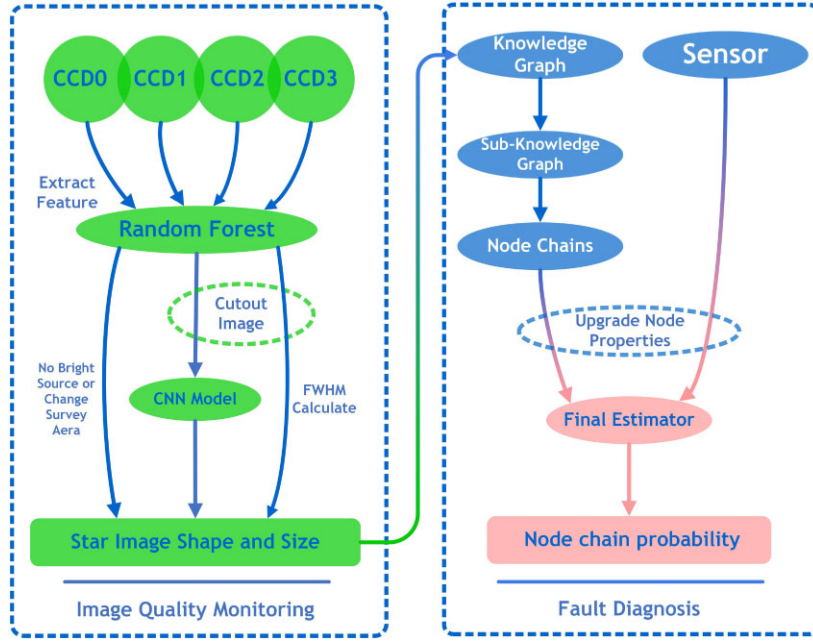 CCD0 CCD1 CCD2 CCD3
Extract
Feature
Random Forest
Cutout
Image
No Bright
Source or
Change
Survey
Aera
CNN Model
FWHM
Calculate
Star Image Shape and Size
Image Quality Monitoring
Knowledge
Graph
Sensor
Sub-Knowledge
Graph
Node Chains
Upgrade Node
Properties
Final Estimator
Node chain probability
Fault Diagnosis